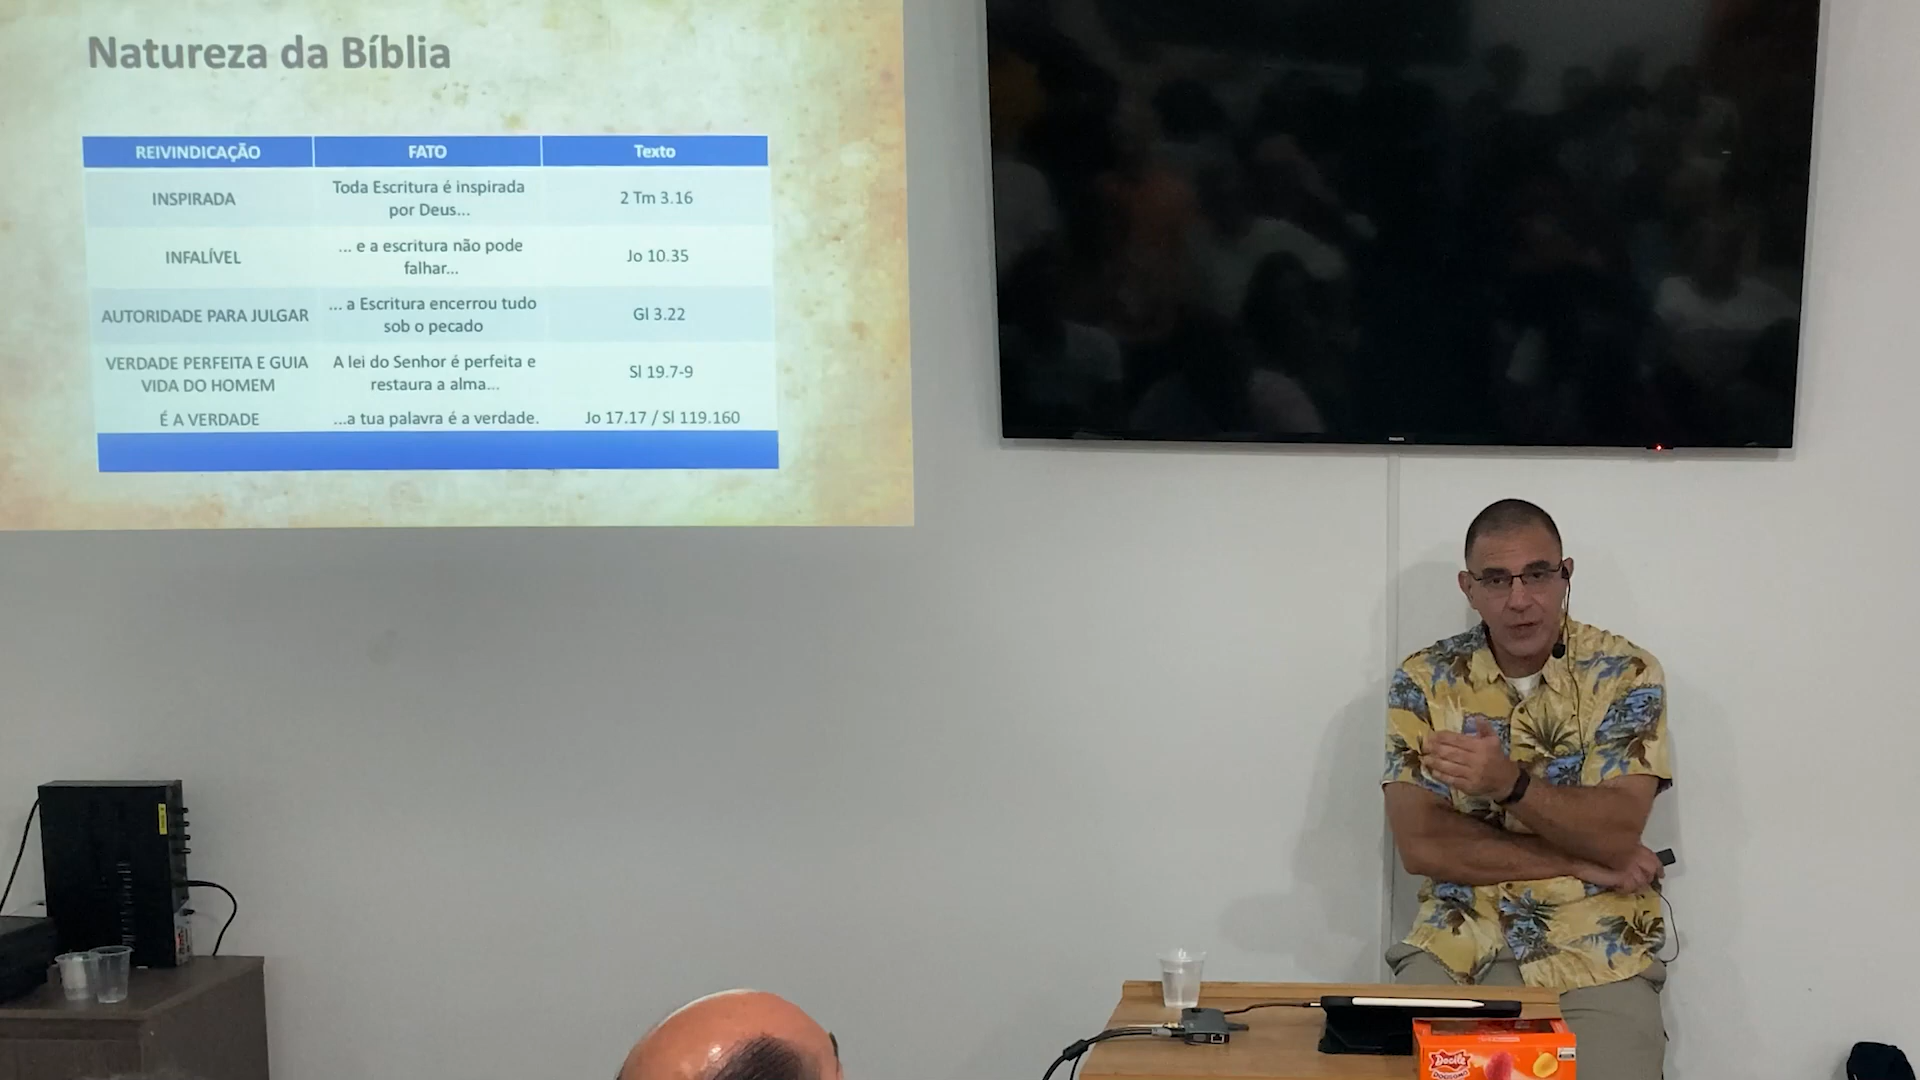 Natureza da Bíblia
REIVINDICAÇÃO FATO Texto
INSPIRADA
Toda Escritura é inspirada
por Deus...
2 Tm 3.16
INFALÍVEL
... e a escritura não pode
falhar...
Jo 10.35
AUTORIDADE PARA JULGAR
... a Escritura encerrou tudo
sob o pecado
Gl 3.22
VERDADE PERFEITA E GUIA
VIDA DO HOMEM
A lei do Senhor é perfeita e
restaura a alma...
Sl 19.7-9
É A VERDADE
...a tua palavra é a verdade.
Jo 17.17 / Sl 119.160
PHILIPS
Docile